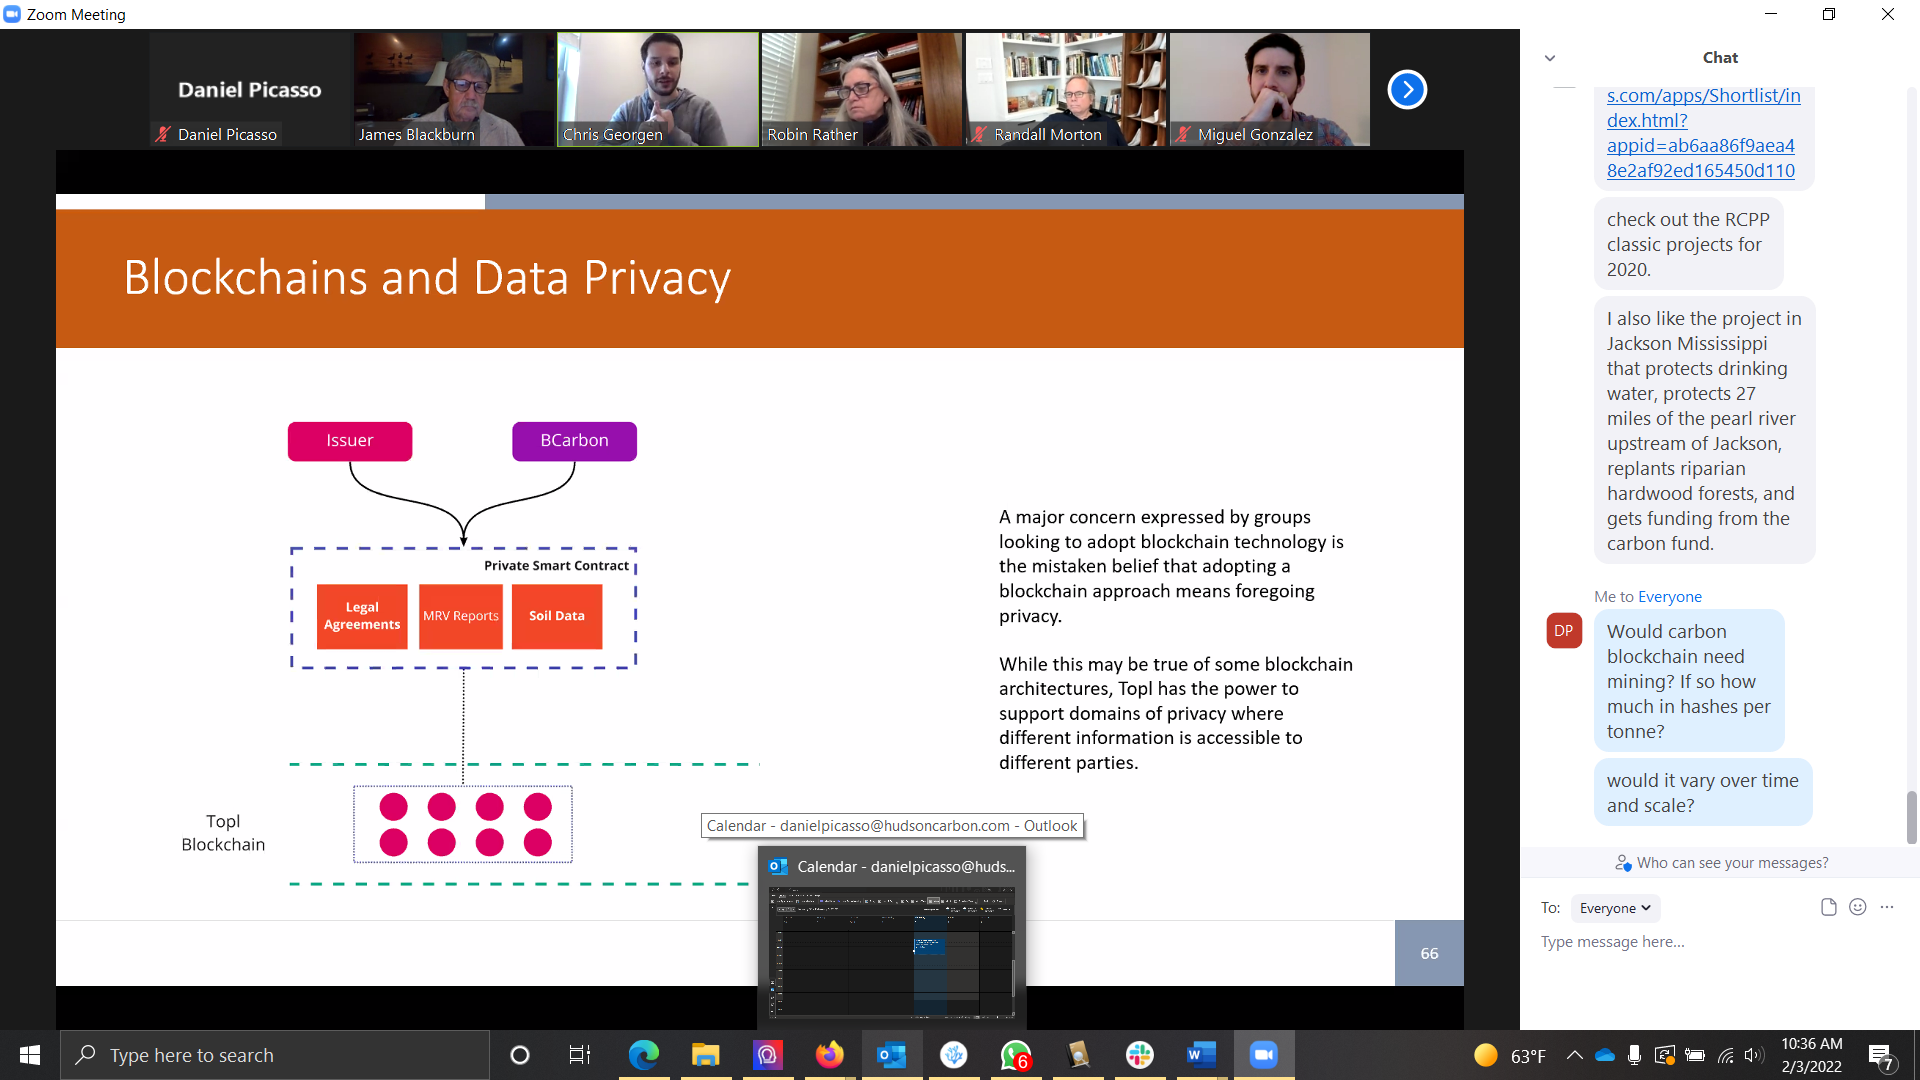 Zoom Meeting
Daniel Picasso
Daniel Picasso
James Blackburn
Chris Georgen
Robin Rather
Randall Morton
Miguel Gonzalez
Blockchains and Data Privacy
Issuer
BCarbon
Private Smart Contract
Legal
Agreements
MRV Reports
Soil Data
Topl
Blockchain
A major concern expressed by groups
looking to adopt blockchain technology is
the mistaken belief that adopting a
blockchain approach means foregoing
privacy.
While this may be true of some blockchain
architectures, Topl has the power to
support domains of privacy where
different information is accessible to
different parties.
66
Calendar - danielpicasso@hudsoncarbon.com - Outlook
Calendar - danielpicasso@huds...
Chat
s.com/apps/Shortlist/in
dex.html?
appid=ab6aa86f9aea4
8e2af92ed165450d110
check out the RCPP
classic projects for
2020.
I also like the project in
Jackson Mississippi
that protects drinking
water, protects 27
miles of the pearl river
upstream of Jackson,
replants riparian
hardwood forests, and
gets funding from the
carbon fund.
Me to Everyone
DP
Would carbon
blockchain need
mining? If so how
much in hashes per
tonne?
would it vary over time
and scale?
Who can see your messages?
To: Everyone
Type message here...
Type here to search
6
63°F
10:36 AM
2/3/2022
7